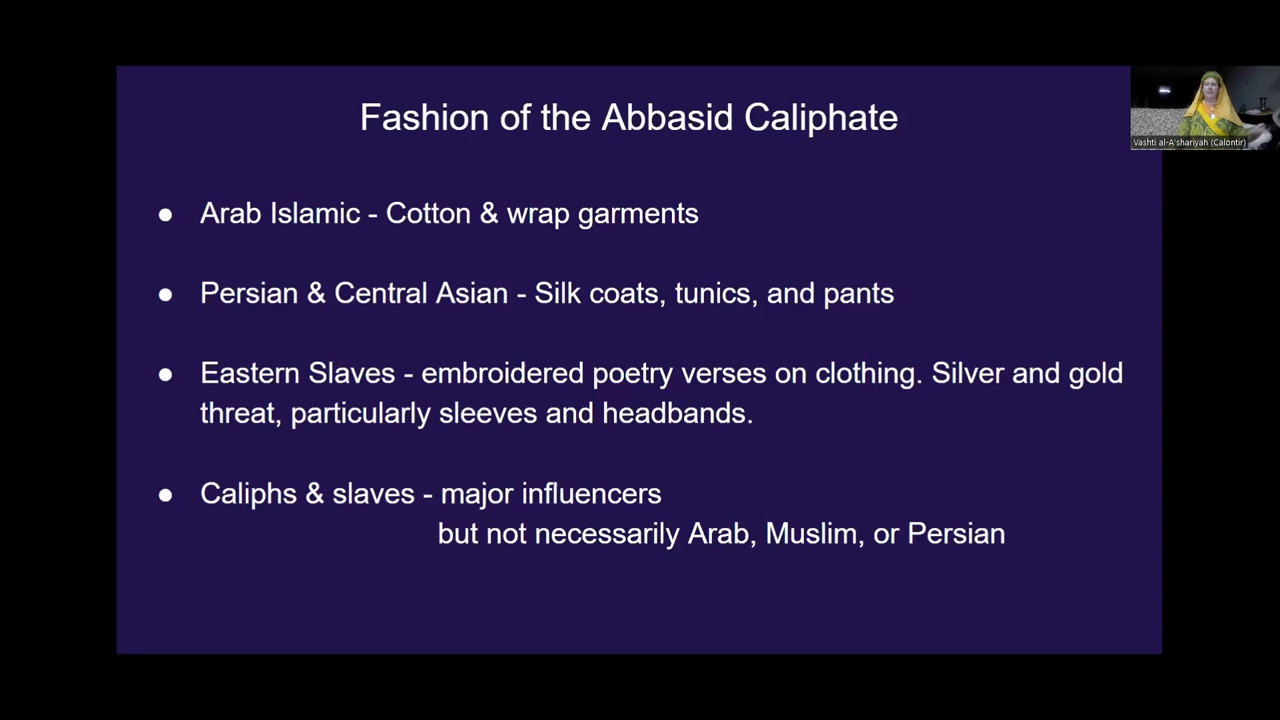 Fashion of the Abbasid Caliphate
Vashti al-A'shariyah (Calontir)
● Arab Islamic - Cotton & wrap garments
● Persian & Central Asian - Silk coats, tunics, and pants
● Eastern Slaves - embroidered poetry verses on clothing. Silver and gold
threat, particularly sleeves and headbands.
● Caliphs & slaves - major influencers
but not necessarily Arab, Muslim, or Persian